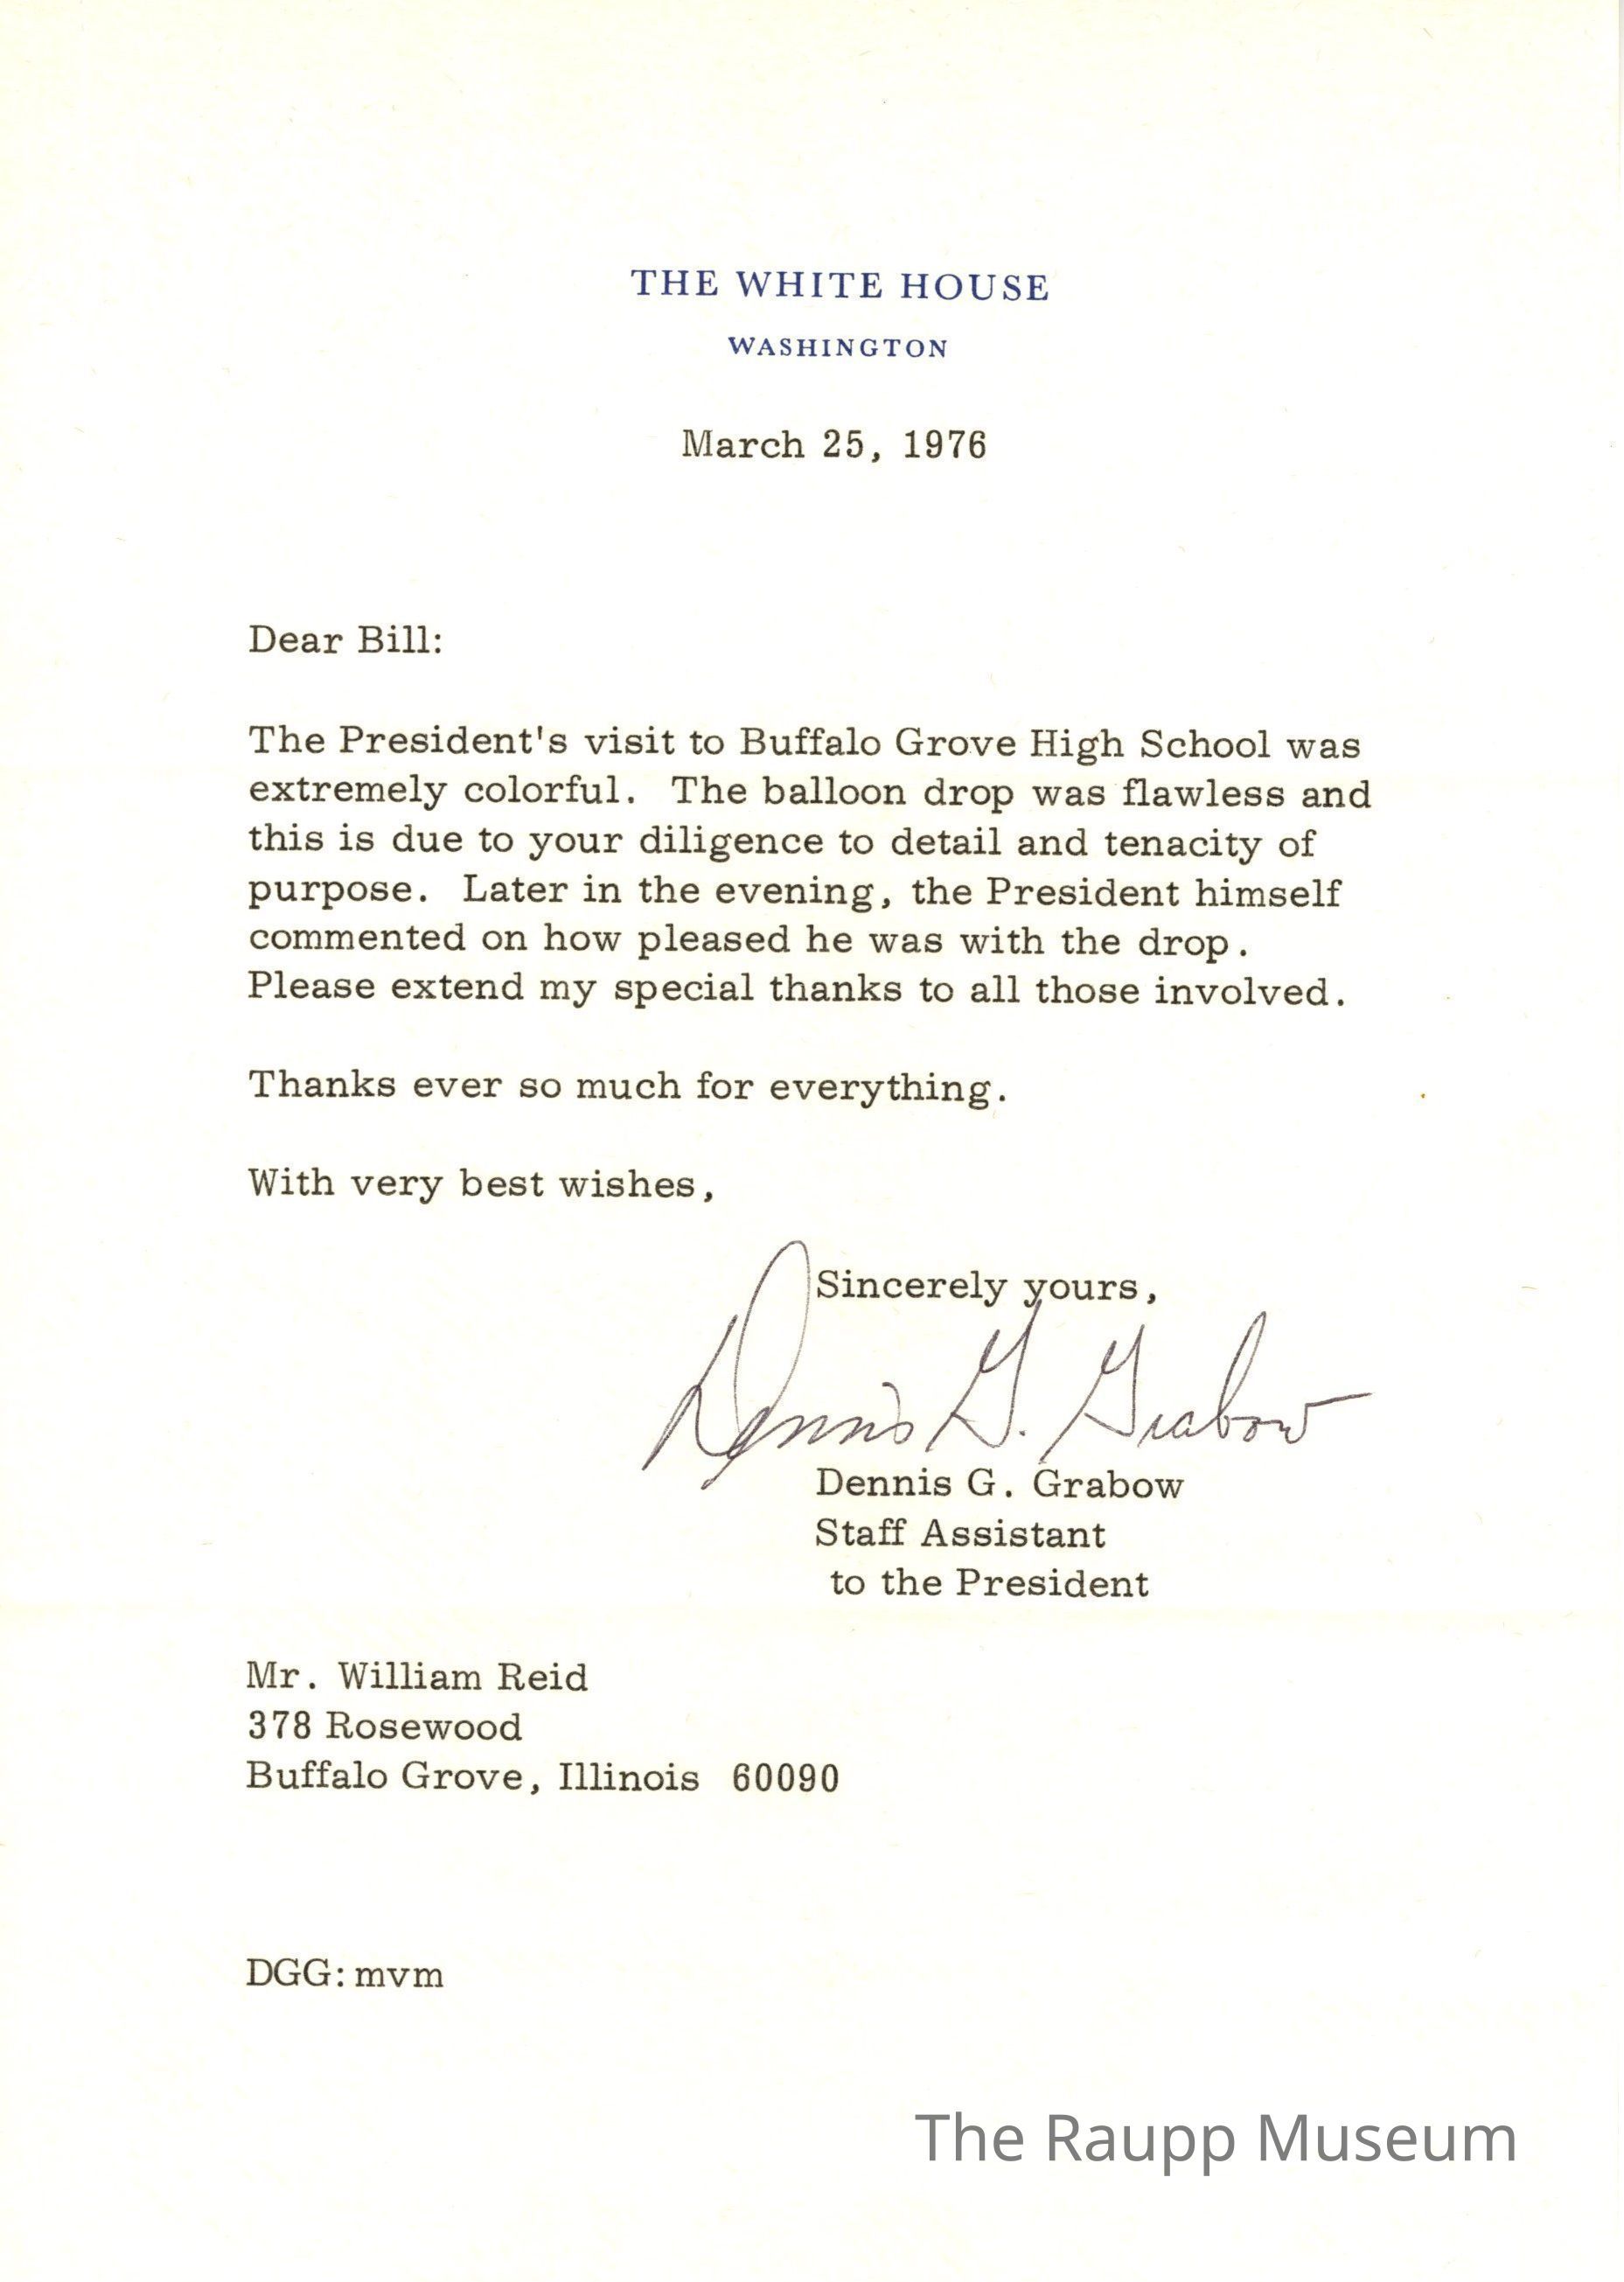 THE WHITE HOUSE
WASHINGTON
March 25, 1976
Dear Bill:
The President's visit to Buffalo Grove High School was
extremely colorful. The balloon drop was flawless and
this is due to your diligence to detail and tenacity of
purpose. Later in the evening, the President himself
commented on how pleased he was with the drop.
Please extend my special thanks to all those involved.
Thanks ever so much for everything.
With very best wishes,
Sincerely yours,
Dennis G. Grabow
Dennis G. Grabow
Staff Assistant
to the President
Mr. William Reid
378 Rosewood
Buffalo Grove, Illinois 60090
DGG:mvm
The Raupp Museum